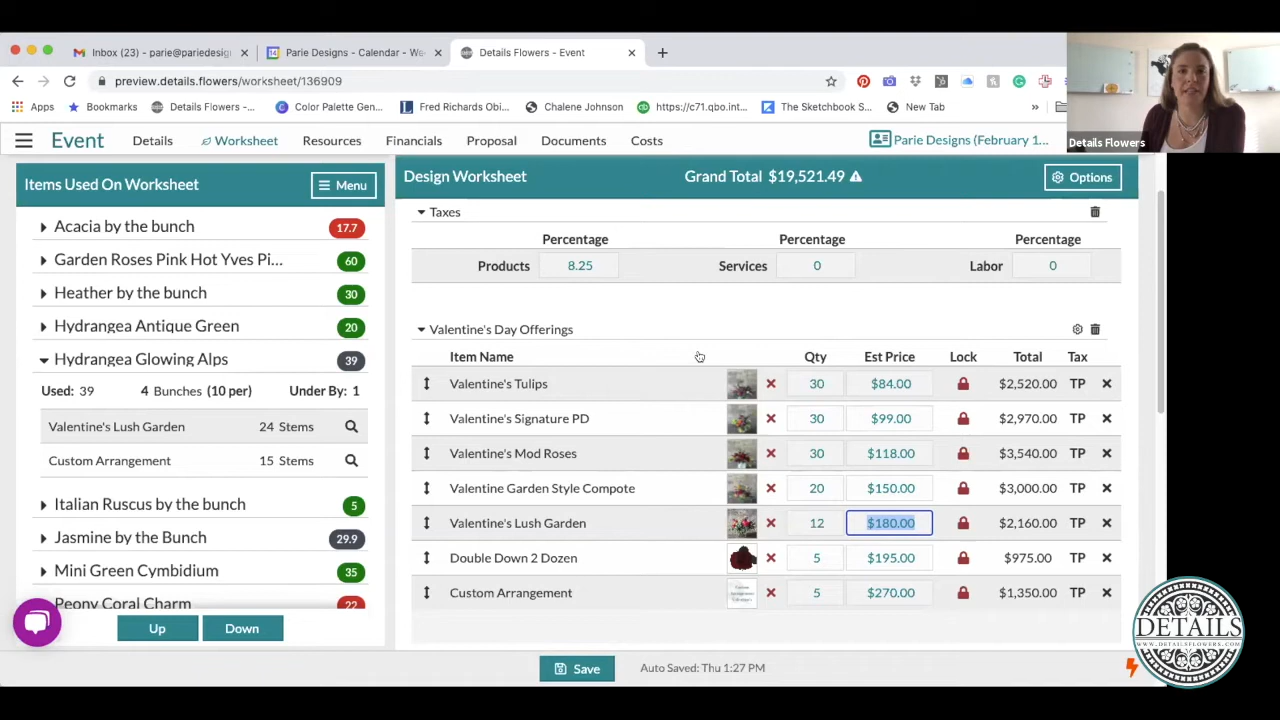 Inbox (23) - parie@pariedesig
Parie Designs - Calendar - We
Details Flowers - Event
preview.details.flowers/worksheet/136909
Apps
Bookmarks
Details Flowers -...
Color Palette Gen...
Fred Richards Obi...
Chalene Johnson
https://c71.qbo.int...
The Sketchbook S...
New Tab
»
Details Flowers
Event
Details
Worksheet
Resources
Financials
Proposal
Documents
Costs
Parie Designs (February 1...
Items Used On Worksheet
Menu
Acacia by the bunch 17.7
Garden Roses Pink Hot Yves Pi... 60
Heather by the bunch 30
Hydrangea Antique Green 20
Hydrangea Glowing Alps 39
Used: 39 4 Bunches (10 per) Under By: 1
Valentine's Lush Garden 24 Stems
Custom Arrangement 15 Stems
Italian Ruscus by the bunch 5
Jasmine by the Bunch 29.9
Mini Green Cymbidium 35
Peony Coral Charm 22
Up
Down
Design Worksheet
Grand Total $19,521.49
Options
Taxes
Percentage Percentage Percentage
Products 8.25 Services 0 Labor 0
Valentine's Day Offerings
Item Name Qty Est Price Lock Total Tax
Valentine's Tulips 30 $84.00 $2,520.00 TP
Valentine's Signature PD 30 $99.00 $2,970.00 TP
Valentine's Mod Roses 30 $118.00 $3,540.00 TP
Valentine Garden Style Compote 20 $150.00 $3,000.00 TP
Valentine's Lush Garden 12 $180.00 $2,160.00 TP
Double Down 2 Dozen 5 $195.00 $975.00 TP
Custom Arrangement 5 $270.00 $1,350.00 TP
Save
Auto Saved: Thu 1:27 PM
DETAILS
WWW.DETAILSFLOWERS.COM